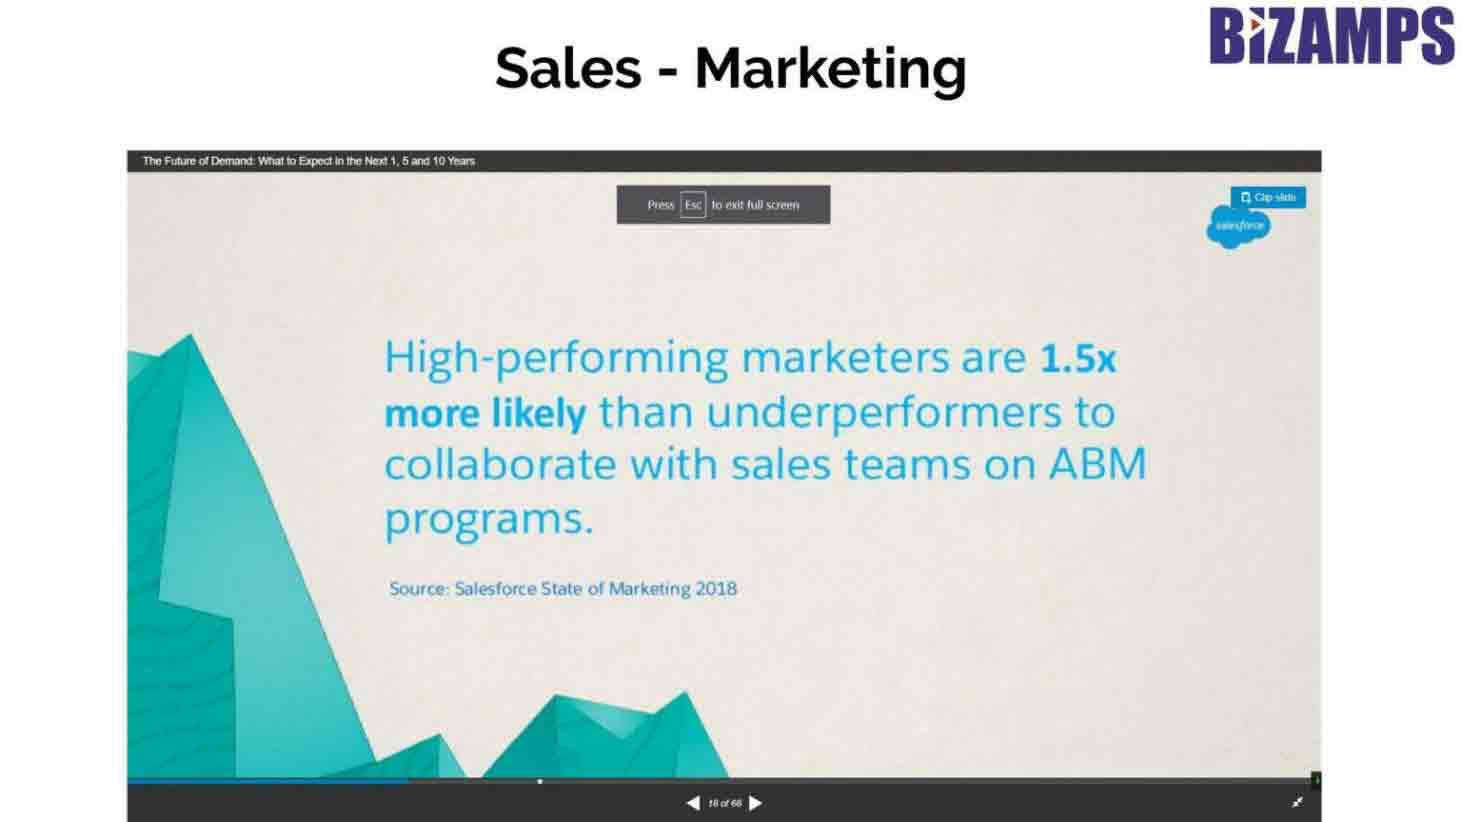 BiZAMPS
Sales - Marketing
The Future of Demand: What to Expect in the Next 1, 5 and 10 Years
Press Esc to exit full screen
Clip slide
salesforce
High-performing marketers are 1.5x
more likely than underperformers to
collaborate with sales teams on ABM
programs.
Source: Salesforce State of Marketing 2018
16 of 66